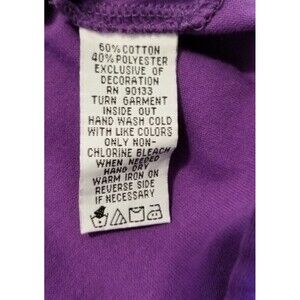 60% COTTON
40% POLYESTER
EXCLUSIVE OF
DECORATION
RN 90133
TURN GARMENT
INSIDE OUT
HAND WASH COLD
WITH LIKE COLORS
ONLY NON-
CHLORINE BLEACH
WHEN NEEDED
HANG DRY
WARM IRON ON
REVERSE SIDE
IF NECESSARY